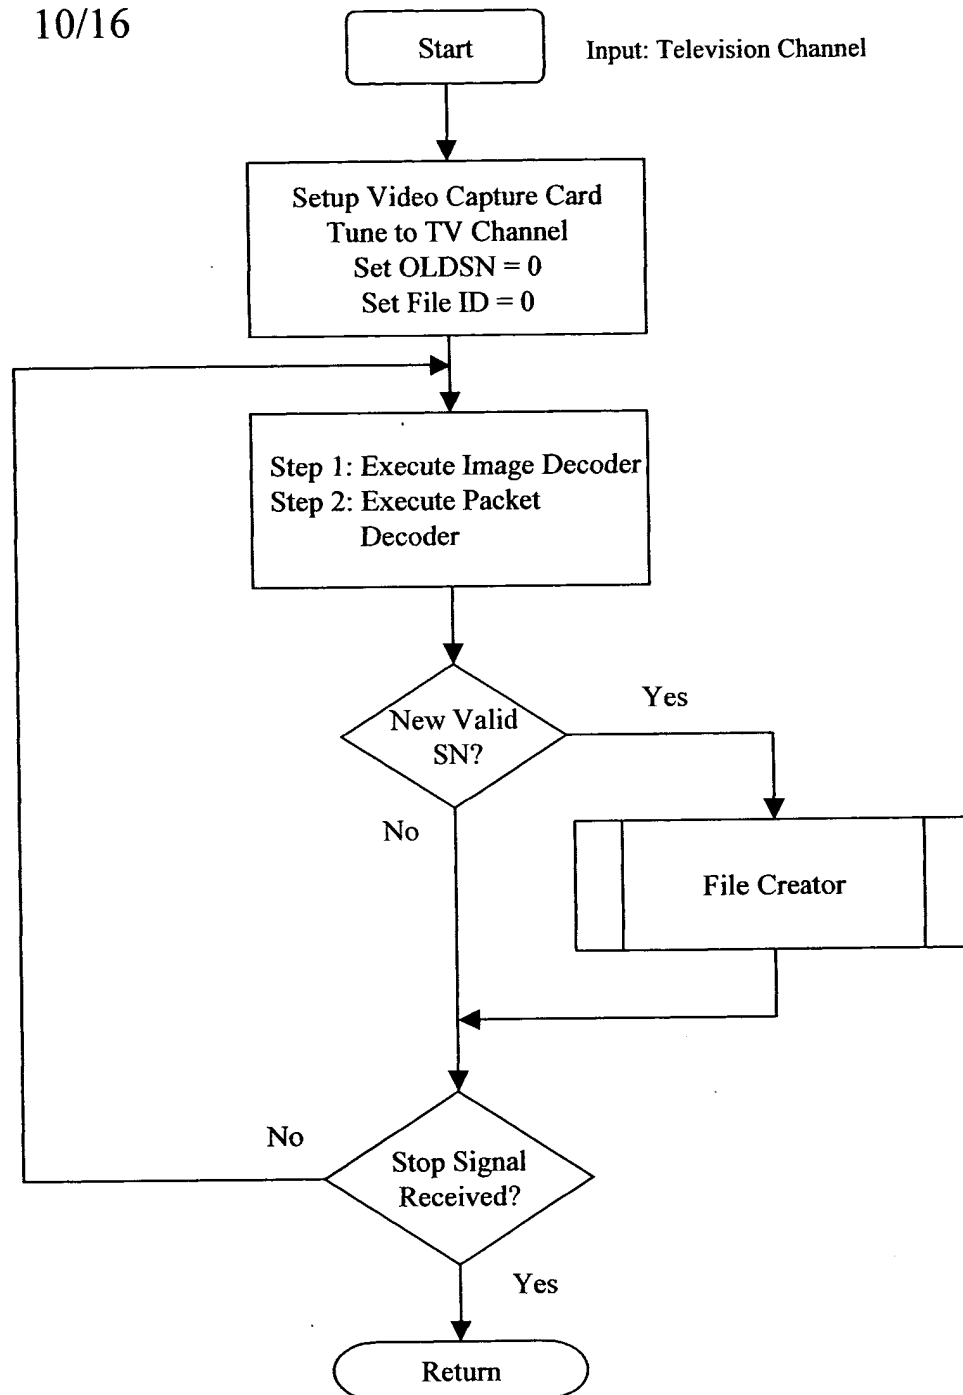 10/16
Start
Input: Television Channel
Setup Video Capture Card
Tune to TV Channel
Set OLDSN = 0
Set File ID = 0
Step 1: Execute Image Decoder
Step 2: Execute Packet
Decoder
New Valid
SN?
Yes
No
File Creator
No
Stop Signal
Received?
Yes
Return